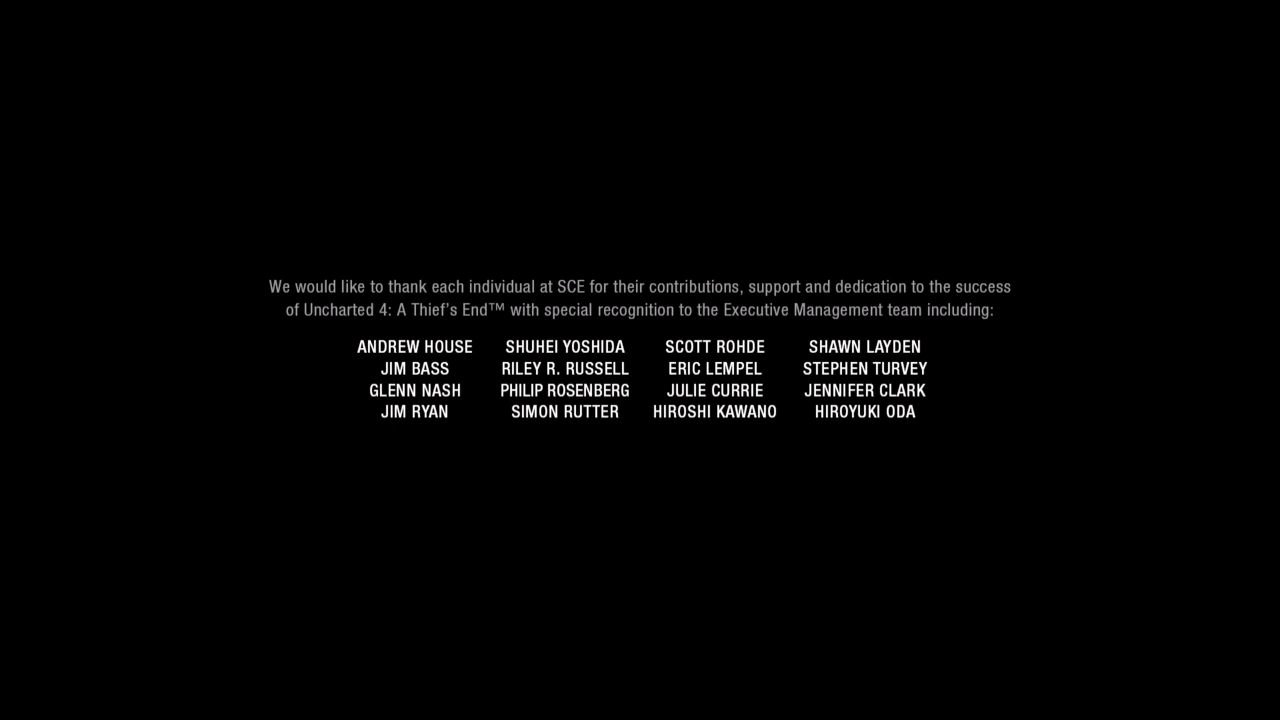 We would like to thank each individual at SCE for their contributions, support and dedication to the success
of Uncharted 4: A Thief's End™ with special recognition to the Executive Management team including:
ANDREW HOUSE SHUHEI YOSHIDA SCOTT ROHDE SHAWN LAYDEN
JIM BASS RILEY R. RUSSELL ERIC LEMPEL STEPHEN TURVEY
GLENN NASH PHILIP ROSENBERG JULIE CURRIE JENNIFER CLARK
JIM RYAN SIMON RUTTER HIROSHI KAWANO HIROYUKI ODA